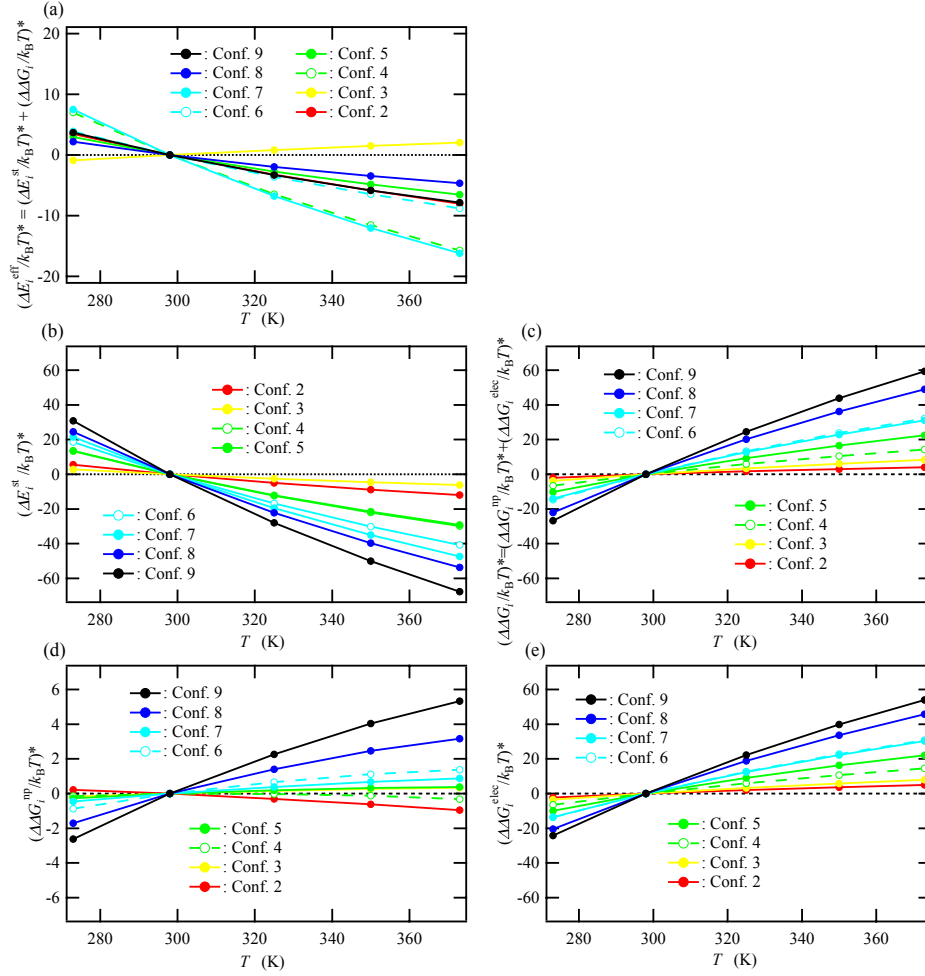 (a)
(ΔE_i^eff/k_BT)* = (ΔE_i^st/k_BT)* + (ΔΔG_i/k_BT)*
20
10
0
-10
-20
: Conf. 9
: Conf. 8
: Conf. 7
: Conf. 6
: Conf. 5
: Conf. 4
: Conf. 3
: Conf. 2
280 300 320 340 360
T (K)
(b)
(ΔE_i^st/k_BT)*
60
40
20
0
-20
-40
-60
: Conf. 2
: Conf. 3
: Conf. 4
: Conf. 5
: Conf. 6
: Conf. 7
: Conf. 8
: Conf. 9
280 300 320 340 360
T (K)
(c)
(ΔΔG_i/k_BT)*=(ΔΔG_i^np/k_BT)*+(ΔΔG_i^elec/k_BT)*
60
40
20
0
-20
-40
-60
: Conf. 9
: Conf. 8
: Conf. 7
: Conf. 6
: Conf. 5
: Conf. 4
: Conf. 3
: Conf. 2
280 300 320 340 360
T (K)
(d)
(ΔΔG_i^np/k_BT)*
6
4
2
0
-2
-4
-6
: Conf. 9
: Conf. 8
: Conf. 7
: Conf. 6
: Conf. 5
: Conf. 4
: Conf. 3
: Conf. 2
280 300 320 340 360
T (K)
(e)
(ΔΔG_i^elec/k_BT)*
60
40
20
0
-20
-40
-60
: Conf. 9
: Conf. 8
: Conf. 7
: Conf. 6
: Conf. 5
: Conf. 4
: Conf. 3
: Conf. 2
280 300 320 340 360
T (K)